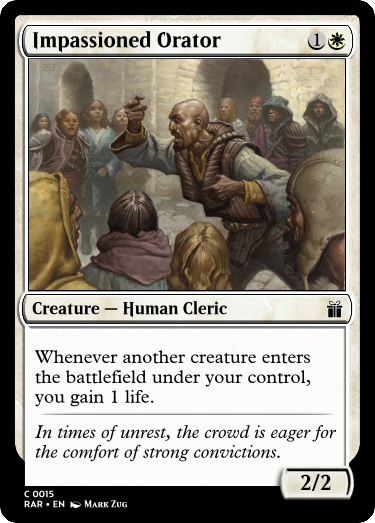 Impassioned Orator 1
Creature — Human Cleric
Whenever another creature enters
the battlefield under your control,
you gain 1 life.
In times of unrest, the crowd is eager for
the comfort of strong convictions.
2/2
C 0015
RAR • EN Mark Zug